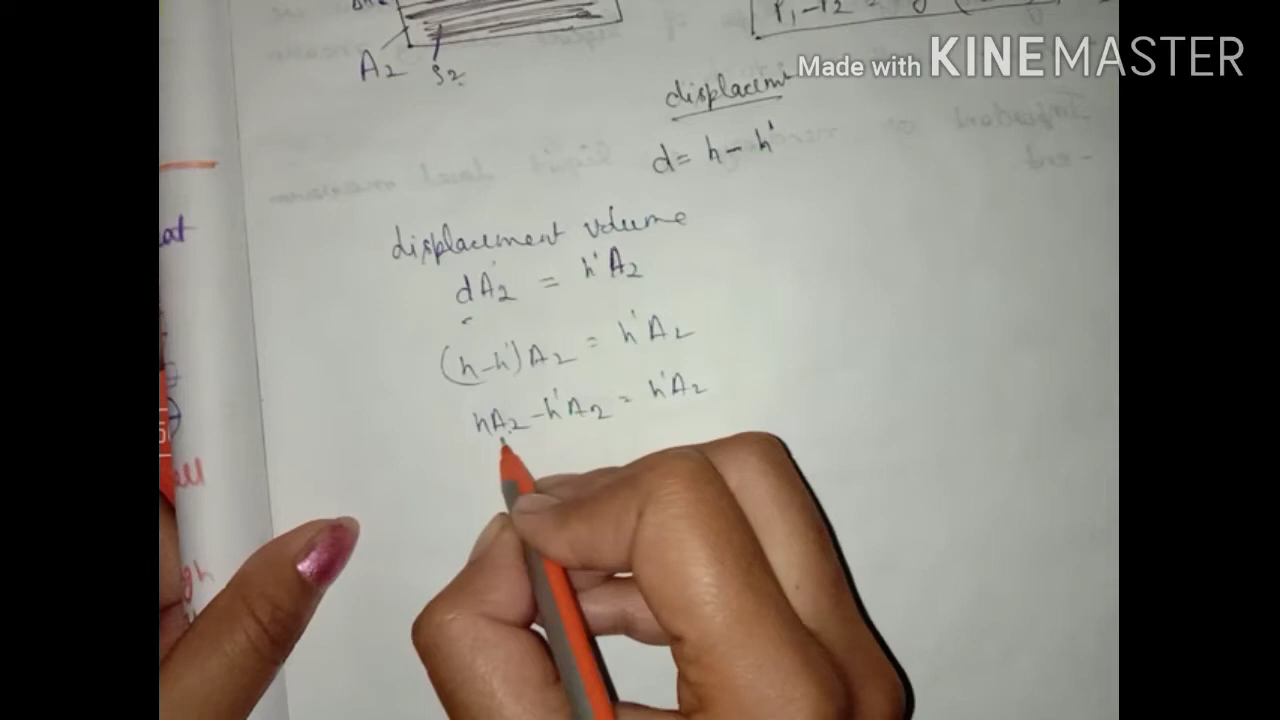 Made with KINEMASTER
A2 S2
displacem
d = h - h'
displacement volume
dA2 = h'A2
(h-h')A2 = h'A2
hA2 - h'A2 = h'A2